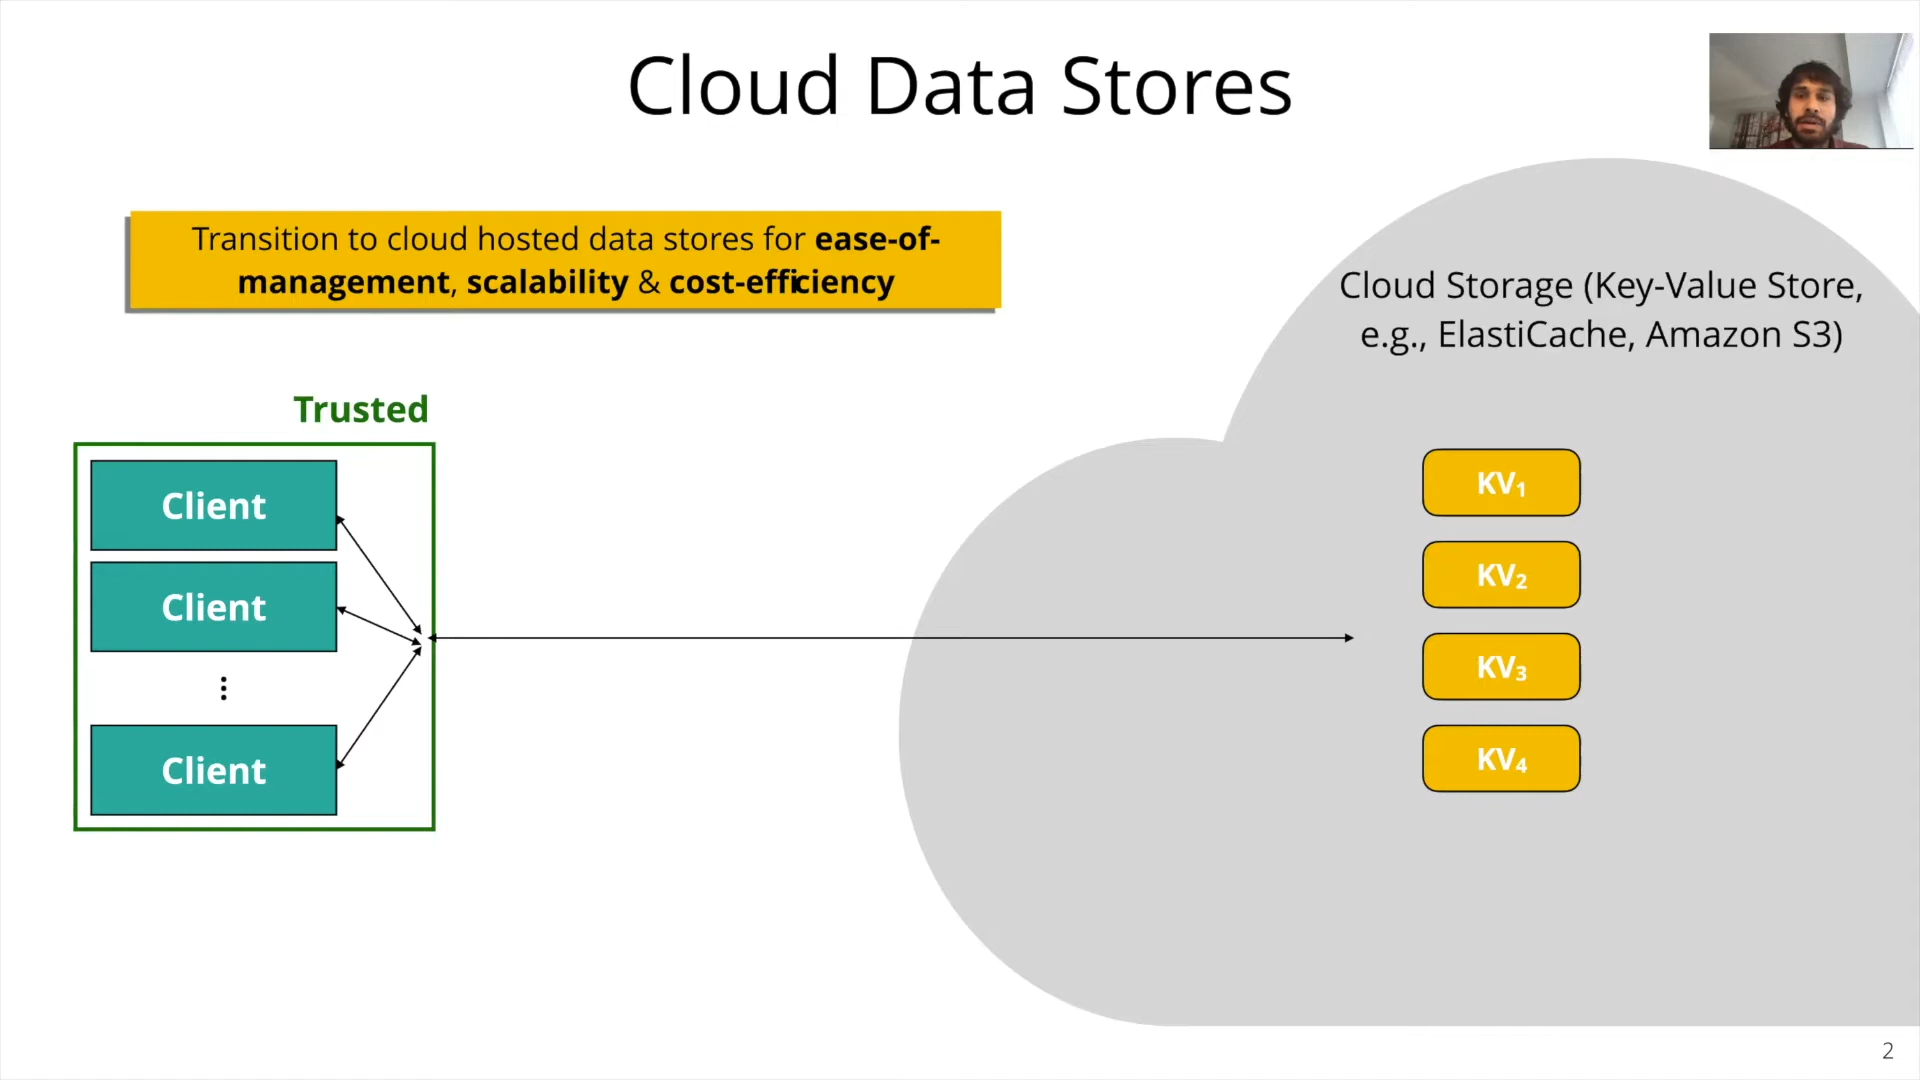 Cloud Data Stores
Transition to cloud hosted data stores for ease-of-
management, scalability & cost-efficiency
Cloud Storage (Key-Value Store,
e.g., ElastiCache, Amazon S3)
Trusted
Client
Client
⋮
Client
KV₁
KV₂
KV₃
KV₄
2